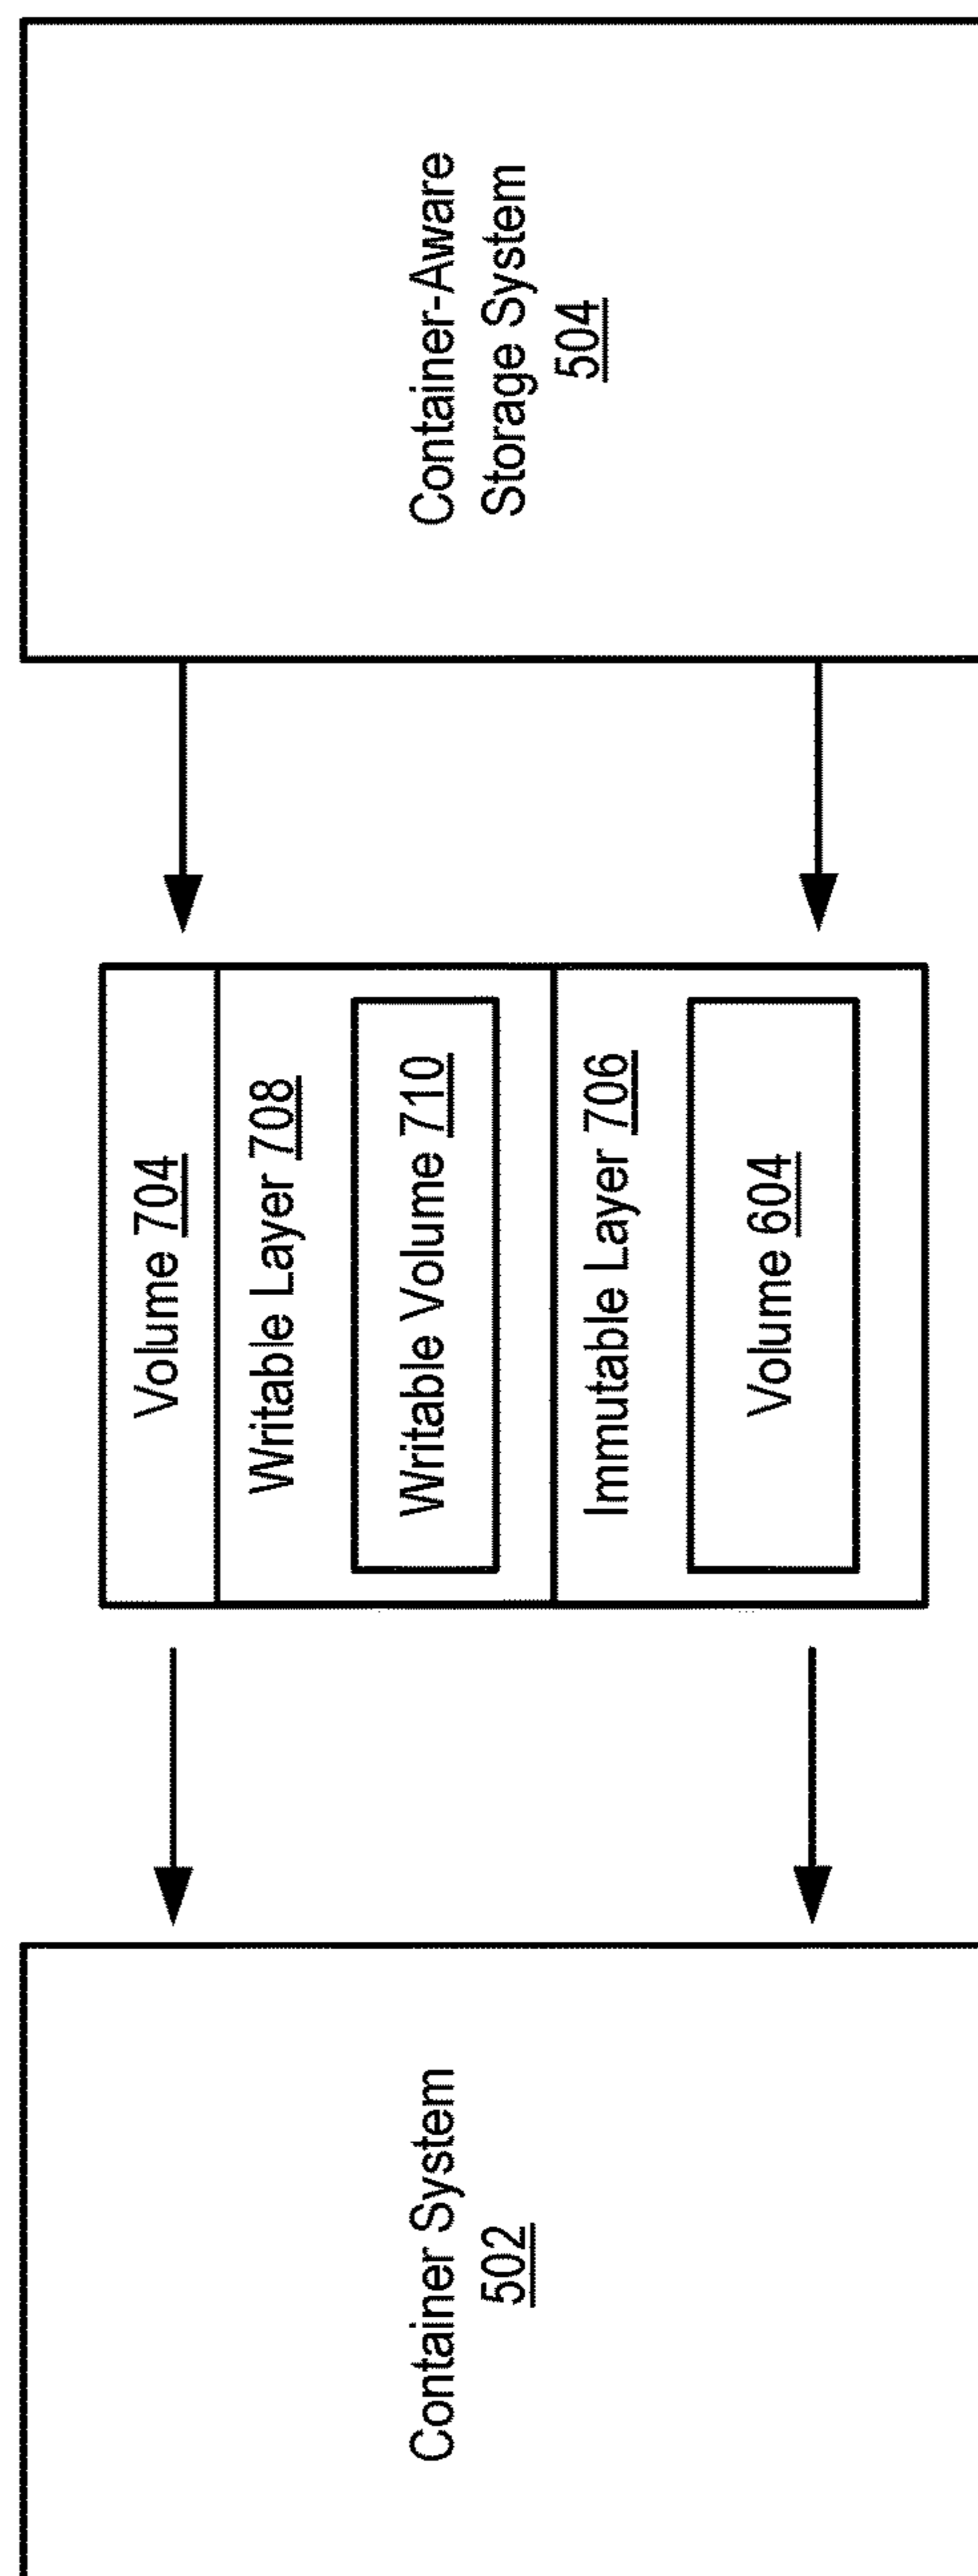 Container System
502
Volume 704
Writable Layer 708
Writable Volume 710
Immutable Layer 706
Volume 604
Container-Aware
Storage System
504